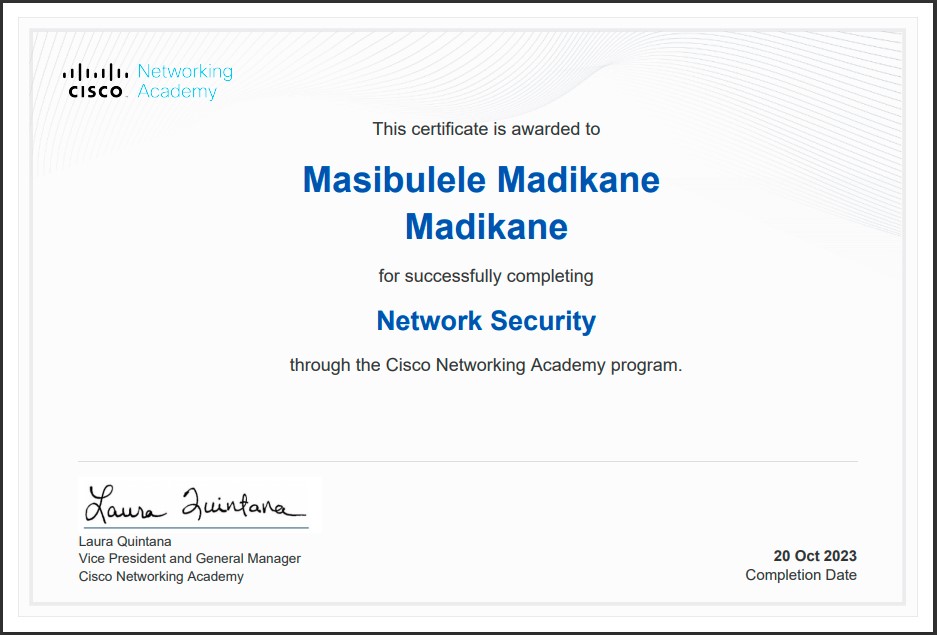 Networking
CISCO Academy
This certificate is awarded to
Masibulele Madikane
Madikane
for successfully completing
Network Security
through the Cisco Networking Academy program.
Laura Quintana
Laura Quintana
Vice President and General Manager
Cisco Networking Academy
20 Oct 2023
Completion Date